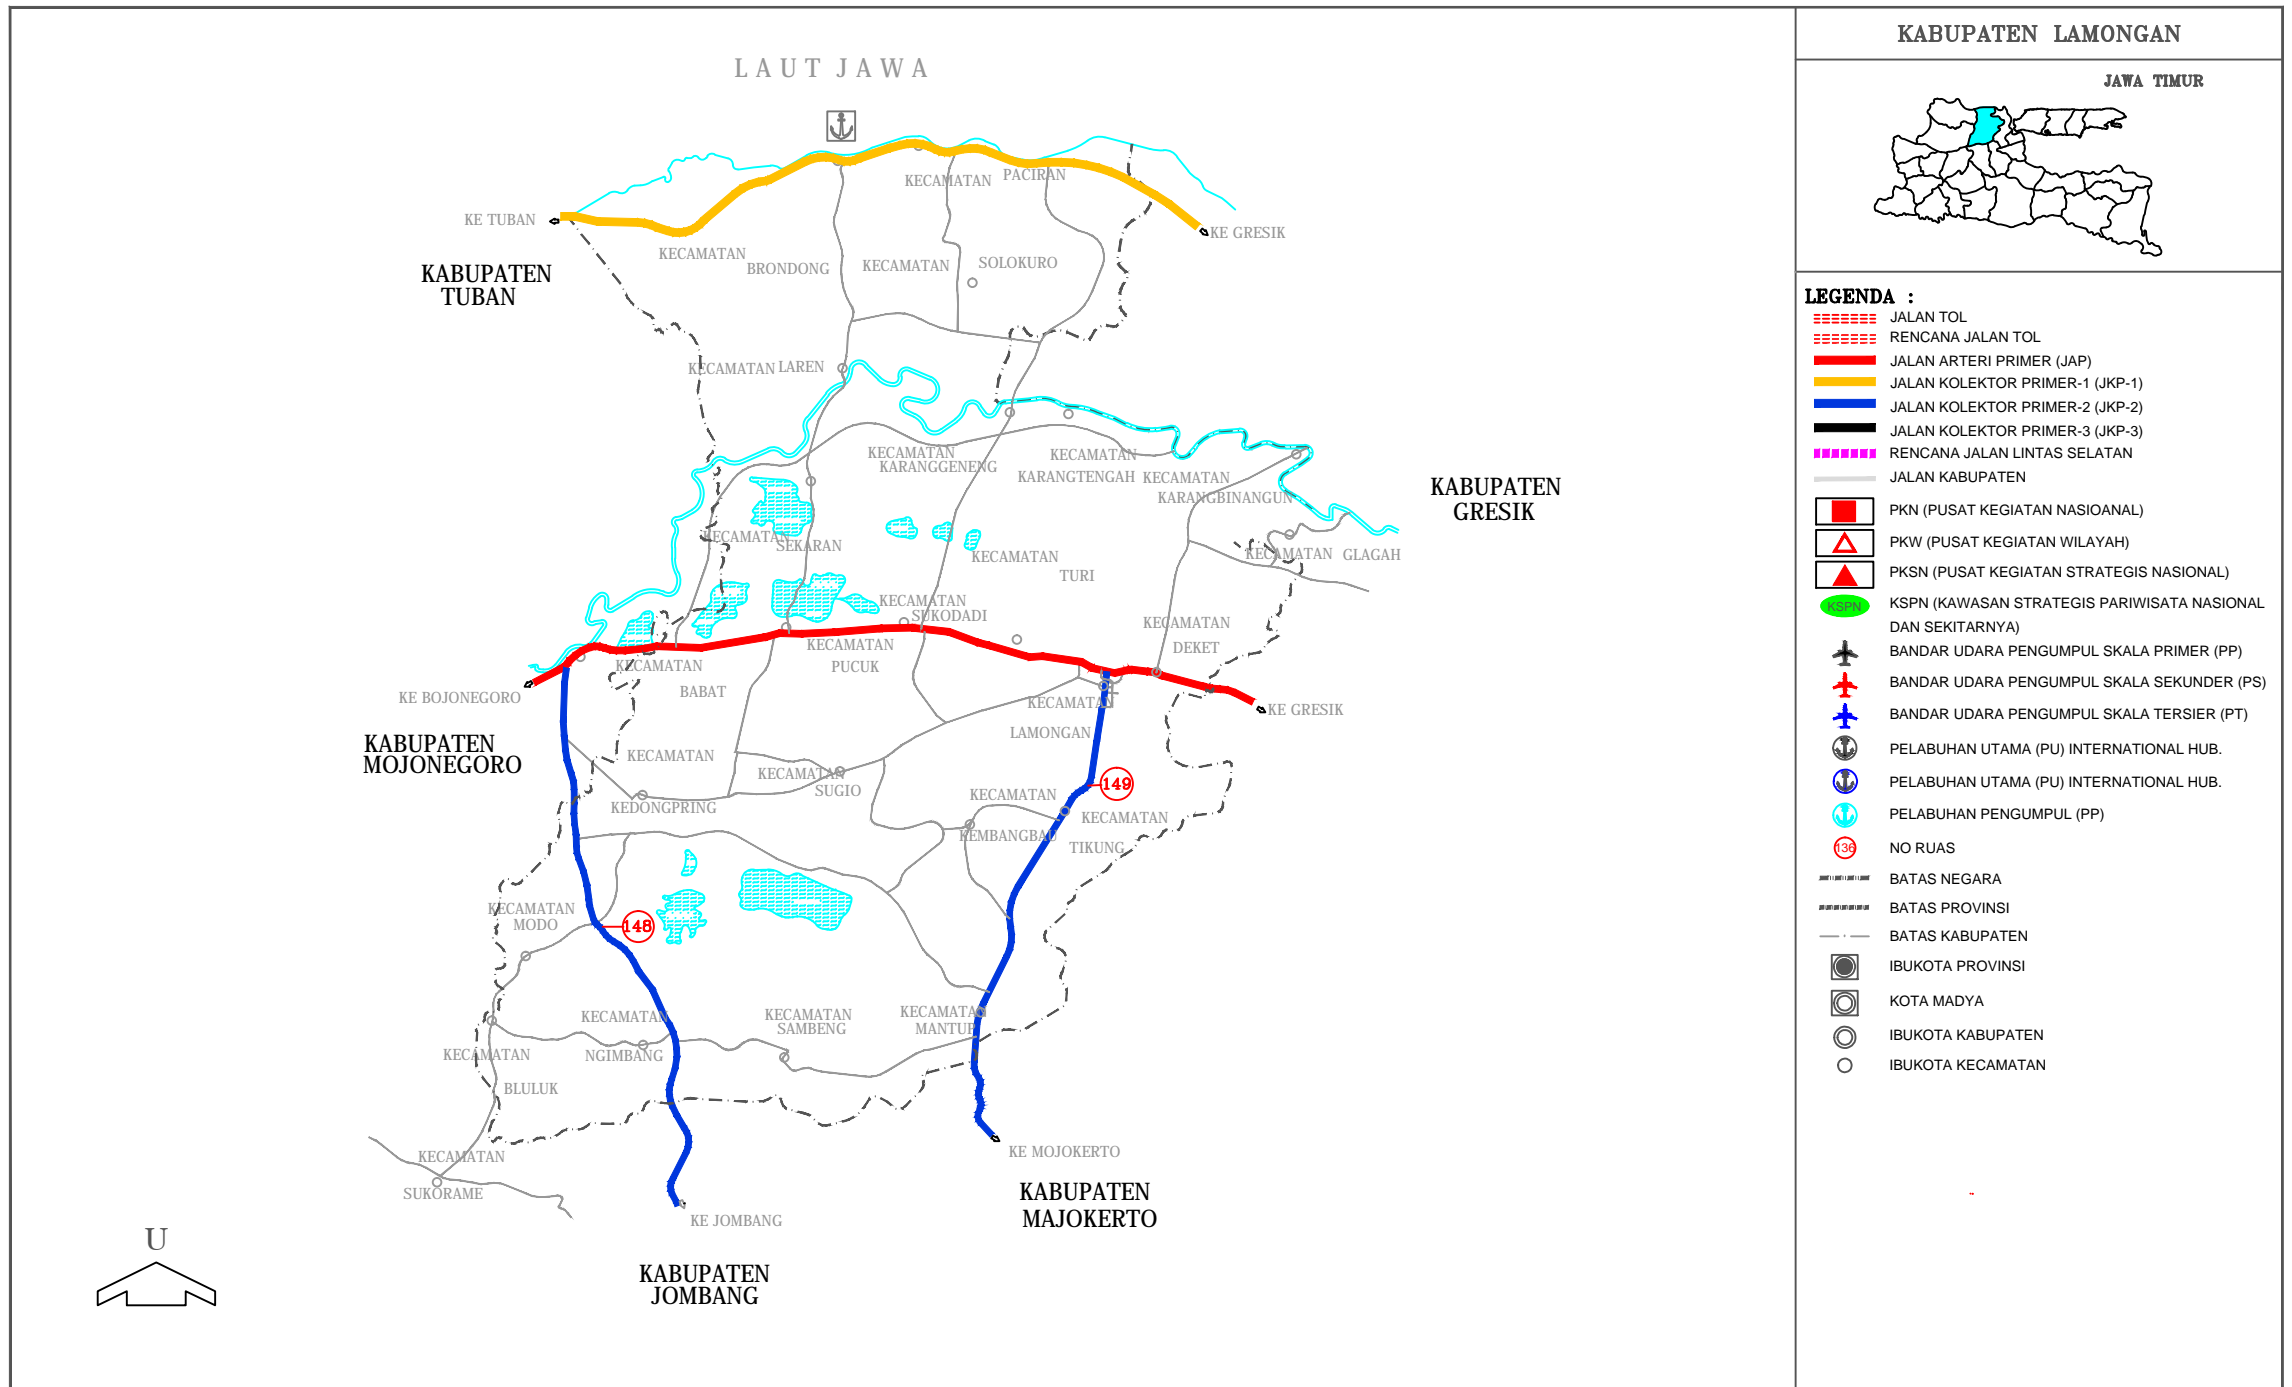 KABUPATEN LAMONGAN
JAWA TIMUR
LAUT JAWA
KE TUBAN
KECAMATAN PACIRAN
KE GRESIK
KABUPATEN
TUBAN
KECAMATAN
BRONDONG
KECAMATAN
SOLOKURO
KECAMATAN LAREN
KECAMATAN
KARANGGENENG
KECAMATAN
KARANGTENGAH
KECAMATAN
KARANGBINANGUN
KABUPATEN
GRESIK
KECAMATAN
SEKARAN
KECAMATAN
TURI
KECAMATAN GLAGAH
KECAMATAN
SUKODADI
KECAMATAN
DEKET
KECAMATAN
PUCUK
KECAMATAN
BABAT
KE BOJONEGORO
KECAMATAN
LAMONGAN
KE GRESIK
KABUPATEN
MOJONEGORO
KECAMATAN
KEDONGPRING
KECAMATAN
SUGIO
149
KECAMATAN
KEMBANGBAU
KECAMATAN
TIKUNG
KECAMATAN
MODO
148
KECAMATAN
NGIMBANG
KECAMATAN
SAMBENG
KECAMATAN
MANTUP
KECAMATAN
BLULUK
KECAMATAN
SUKORAME
KE MOJOKERTO
KABUPATEN
MAJOKERTO
KE JOMBANG
KABUPATEN
JOMBANG
U
LEGENDA :
JALAN TOL
RENCANA JALAN TOL
JALAN ARTERI PRIMER (JAP)
JALAN KOLEKTOR PRIMER-1 (JKP-1)
JALAN KOLEKTOR PRIMER-2 (JKP-2)
JALAN KOLEKTOR PRIMER-3 (JKP-3)
RENCANA JALAN LINTAS SELATAN
JALAN KABUPATEN
PKN (PUSAT KEGIATAN NASIOANAL)
PKW (PUSAT KEGIATAN WILAYAH)
PKSN (PUSAT KEGIATAN STRATEGIS NASIONAL)
KSPN KSPN (KAWASAN STRATEGIS PARIWISATA NASIONAL
DAN SEKITARNYA)
BANDAR UDARA PENGUMPUL SKALA PRIMER (PP)
BANDAR UDARA PENGUMPUL SKALA SEKUNDER (PS)
BANDAR UDARA PENGUMPUL SKALA TERSIER (PT)
PELABUHAN UTAMA (PU) INTERNATIONAL HUB.
PELABUHAN UTAMA (PU) INTERNATIONAL HUB.
PELABUHAN PENGUMPUL (PP)
136 NO RUAS
BATAS NEGARA
BATAS PROVINSI
BATAS KABUPATEN
IBUKOTA PROVINSI
KOTA MADYA
IBUKOTA KABUPATEN
IBUKOTA KECAMATAN